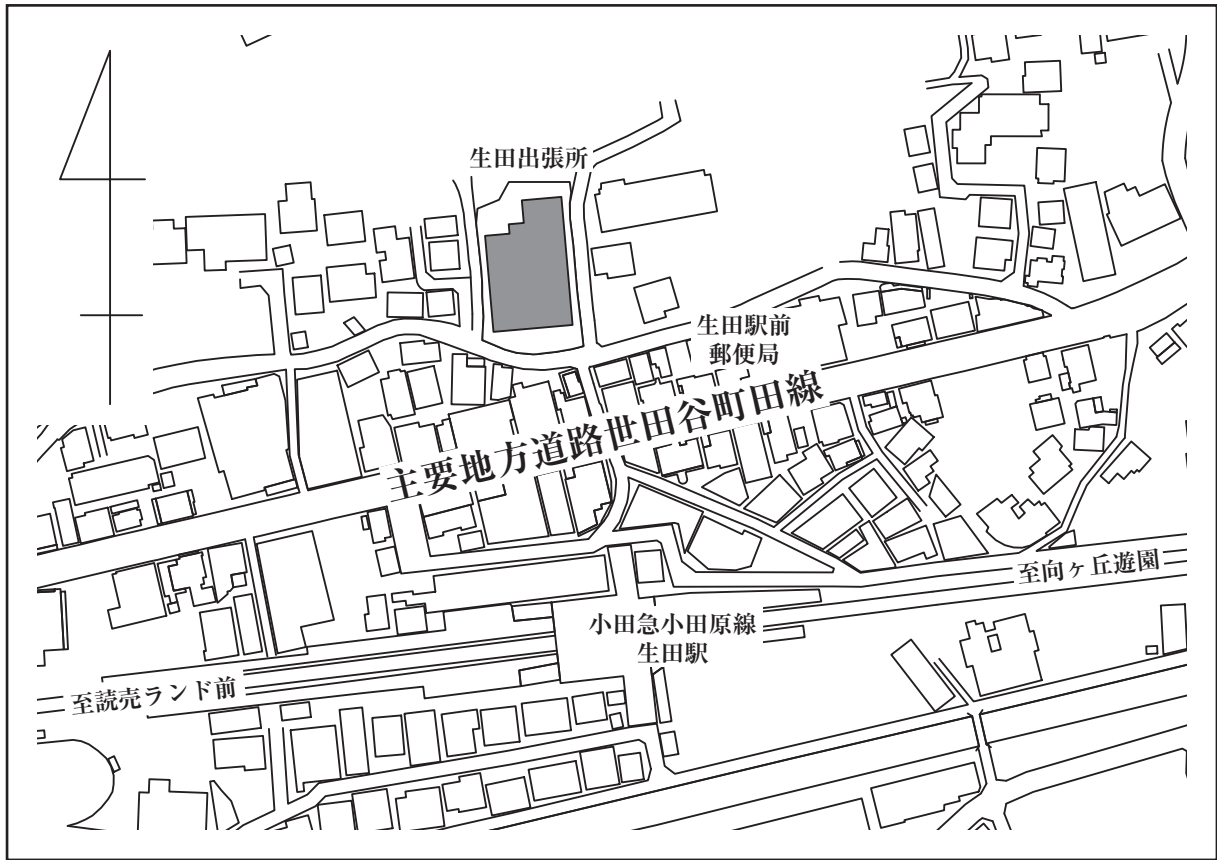 生田出張所
生田駅前
郵便局
主要地方道路世田谷町田線
至向ヶ丘遊園
小田急小田原線
生田駅
至読売ランド前